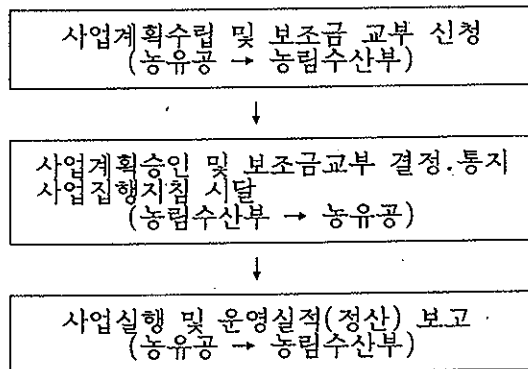 사업계획수립 및 보조금 교부 신청
(농유공 → 농림수산부)
↓
사업계획승인 및 보조금교부 결정.통지
사업집행지침 시달
(농림수산부 → 농유공)
↓
사업실행 및 운영실적(정산) 보고
(농유공 → 농림수산부)